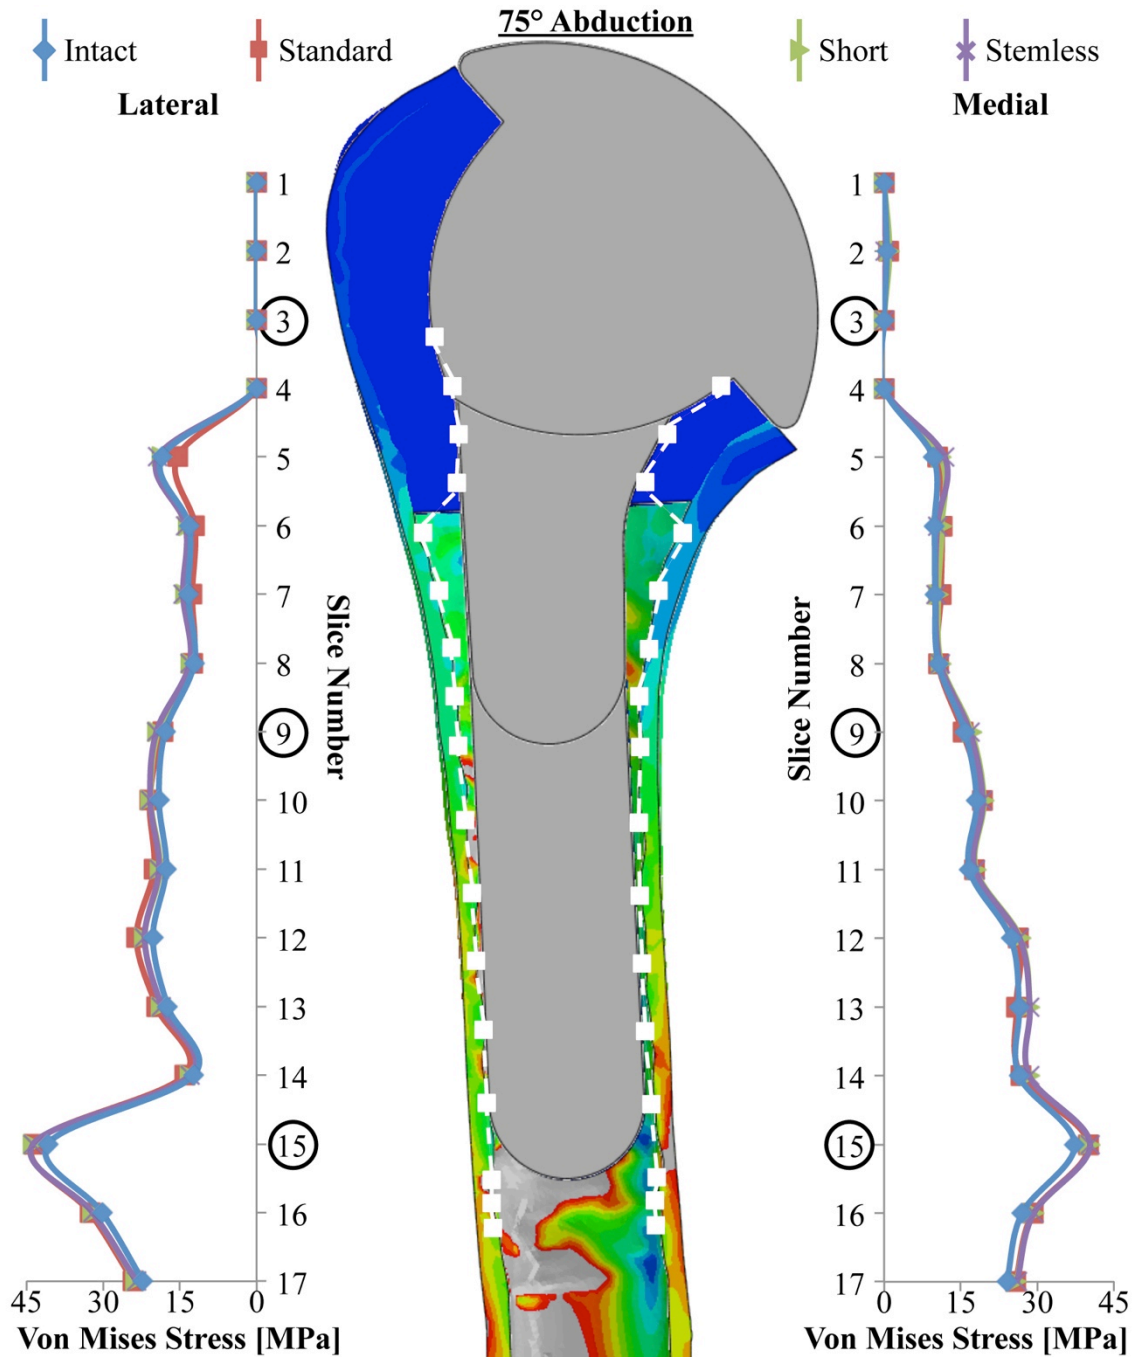 75° Abduction
Intact
Standard
Short
Stemless
Lateral
Medial
1
2
3
4
5
6
7
8
9
10
11
12
13
14
15
16
17
Slice Number
45 30 15 0
Von Mises Stress [MPa]
1
2
3
4
5
6
7
8
9
10
11
12
13
14
15
16
17
Slice Number
0 15 30 45
Von Mises Stress [MPa]